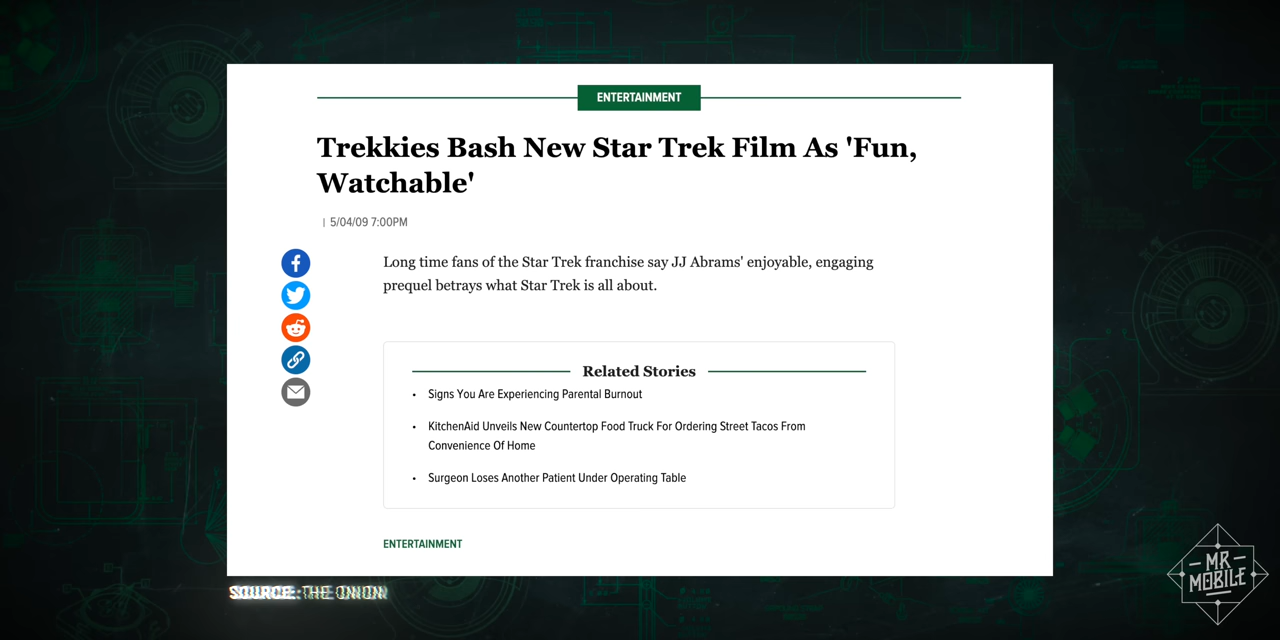 ENTERTAINMENT
Trekkies Bash New Star Trek Film As 'Fun,
Watchable'
| 5/04/09 7:00PM
Long time fans of the Star Trek franchise say JJ Abrams' enjoyable, engaging
prequel betrays what Star Trek is all about.
Related Stories
• Signs You Are Experiencing Parental Burnout
• KitchenAid Unveils New Countertop Food Truck For Ordering Street Tacos From
Convenience Of Home
• Surgeon Loses Another Patient Under Operating Table
ENTERTAINMENT
SOURCE: THE ONION
MR
MOBILE